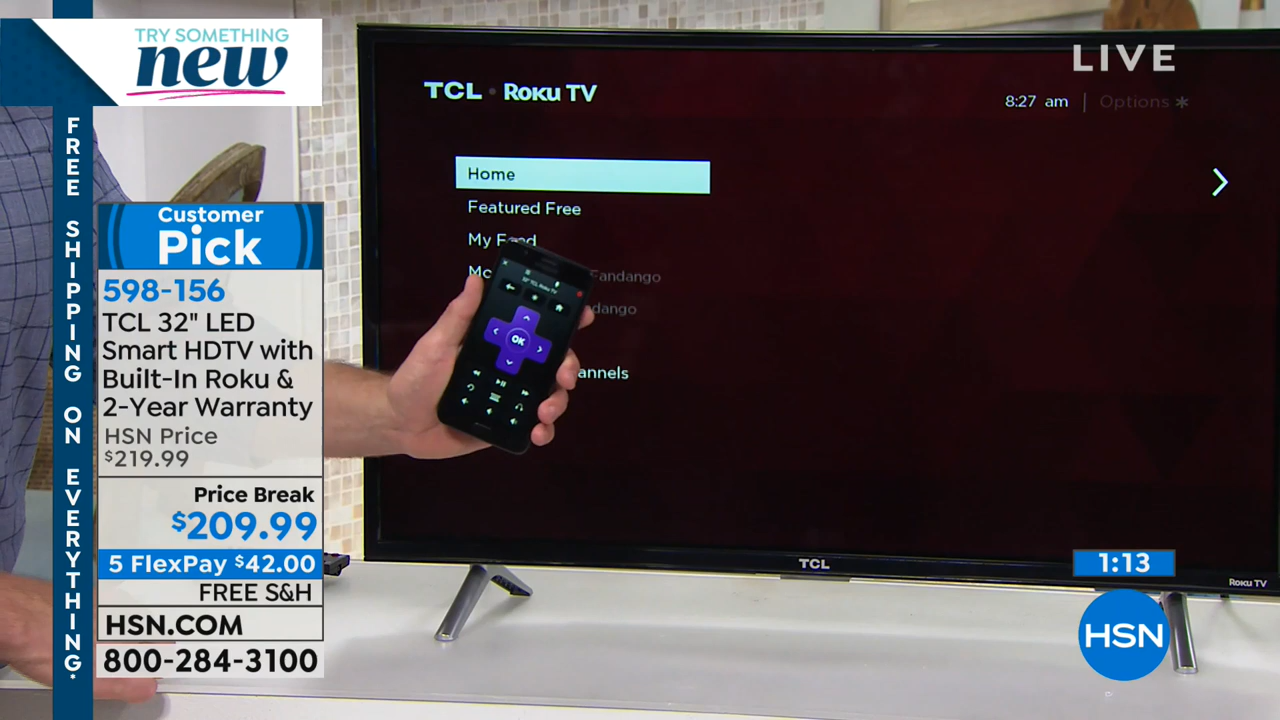 TRY SOMETHING
new
FREE SHIPPING ON EVERYTHING.*
Customer
Pick
598-156
TCL 32" LED
Smart HDTV with
Built-In Roku &
2-Year Warranty
HSN Price
$219.99
Price Break
$209.99
5 FlexPay $42.00
FREE S&H
HSN.COM
800-284-3100
LIVE
TCL • Roku TV
8:27 am | Options *
Home
Featured Free
My Feed
Fandango
annels
OK
TCL
Roku TV
1:13
HSN